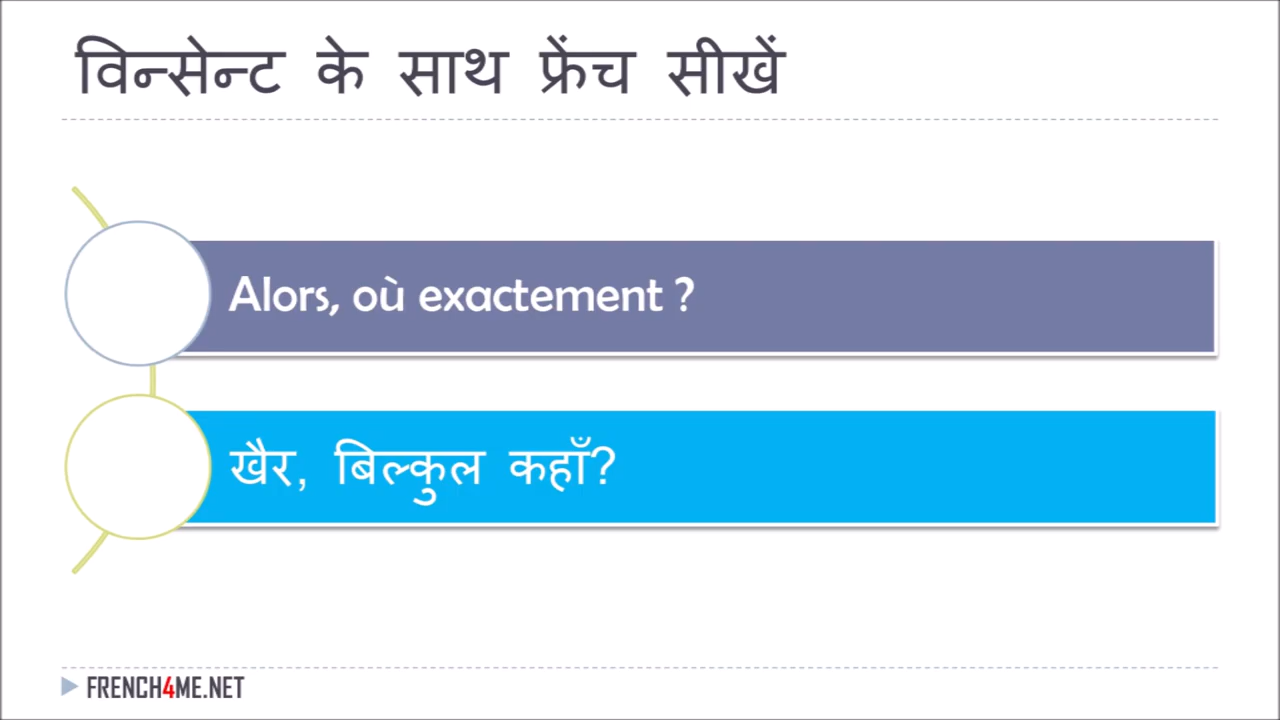 विन्सेन्ट के साथ फ्रेंच सीखें
Alors, où exactement ?
खैर, बिल्कुल कहाँ?
FRENCH4ME.NET